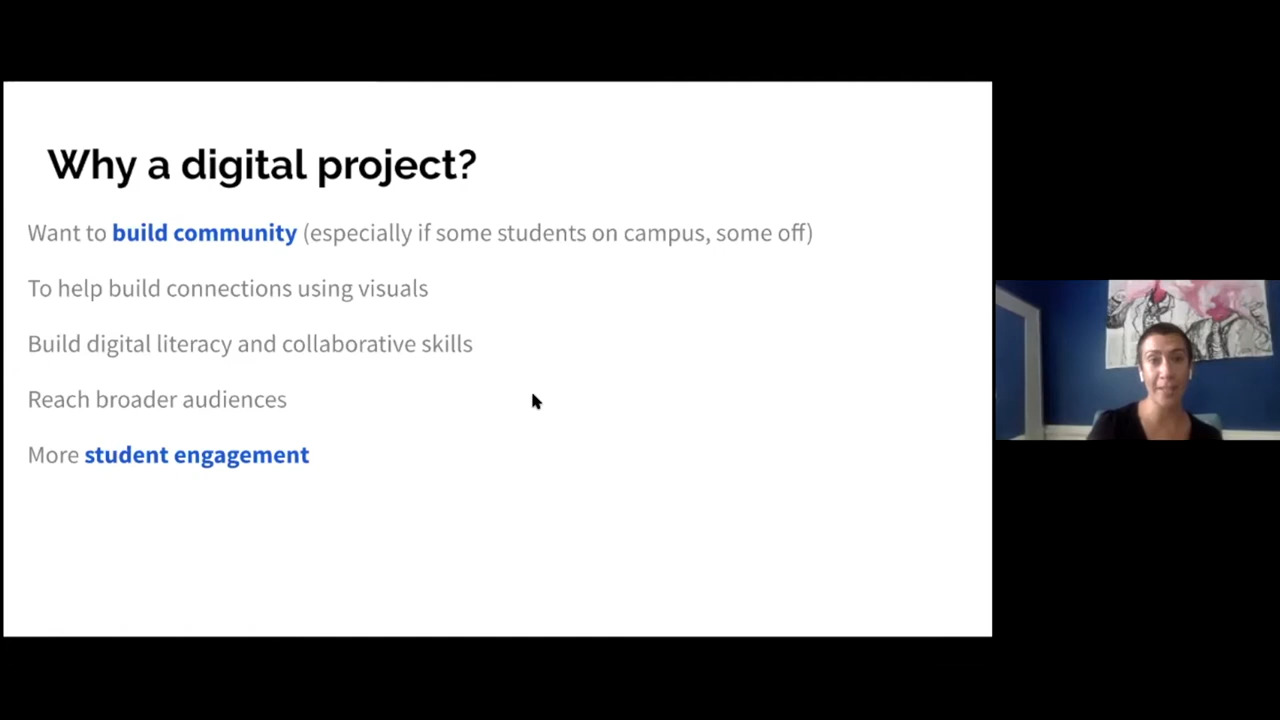 Why a digital project?
Want to build community (especially if some students on campus, some off)
To help build connections using visuals
Build digital literacy and collaborative skills
Reach broader audiences
More student engagement